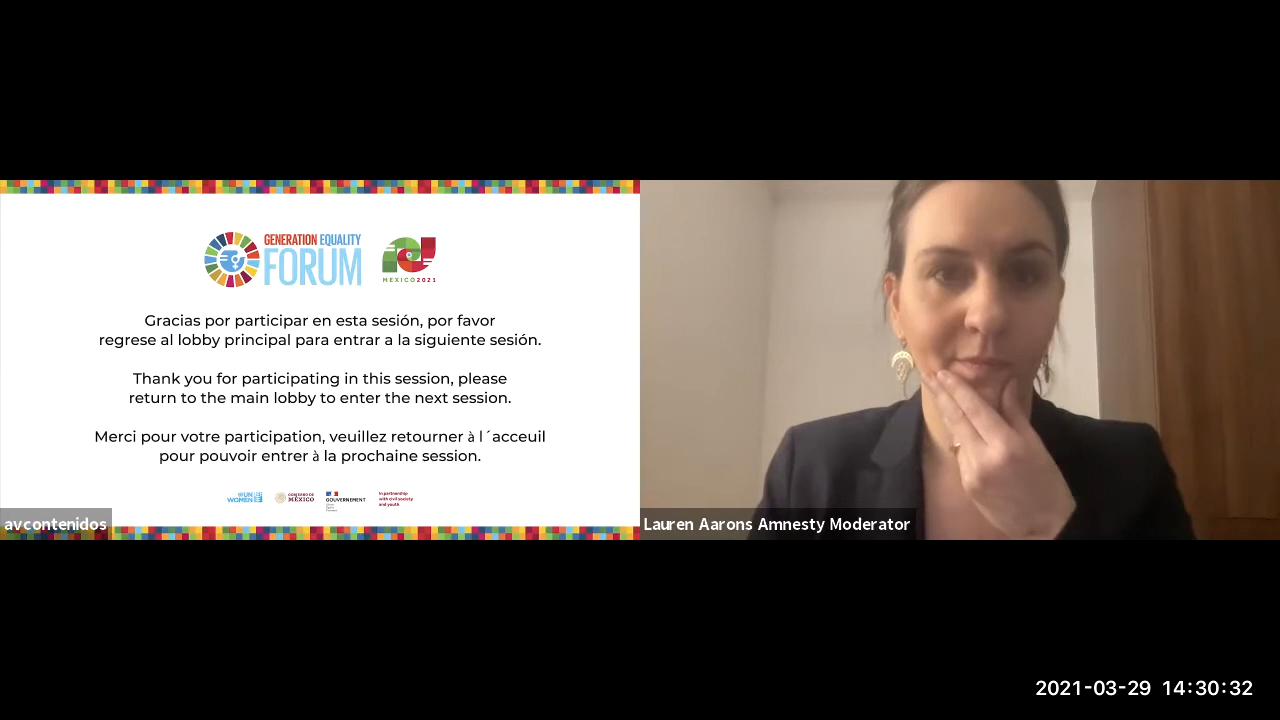 GENERATION EQUALITY
FORUM
MEXICO2021
Gracias por participar en esta sesión, por favor
regrese al lobby principal para entrar a la siguiente sesión.
Thank you for participating in this session, please
return to the main lobby to enter the next session.
Merci pour votre participation, veuillez retourner à l´acceuil
pour pouvoir entrer à la prochaine session.
UN
WOMEN
GOBIERNO DE
MÉXICO
GOUVERNEMENT
In partnership
with civil society
and youth
avcontenidos
Lauren Aarons Amnesty Moderator
2021-03-29 14:30:32